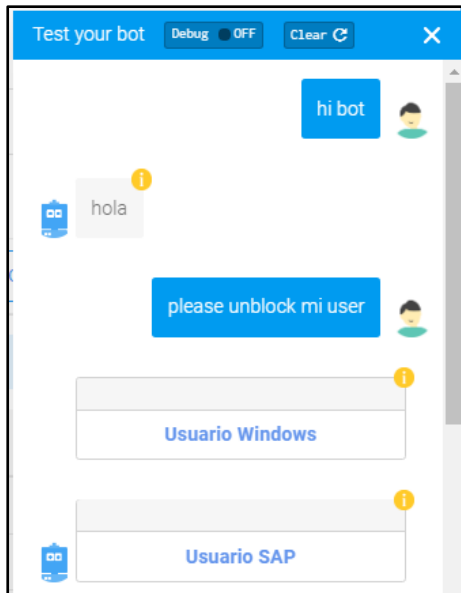 Test your bot Debug OFF Clear
hi bot
hola
please unblock mi user
Usuario Windows
Usuario SAP